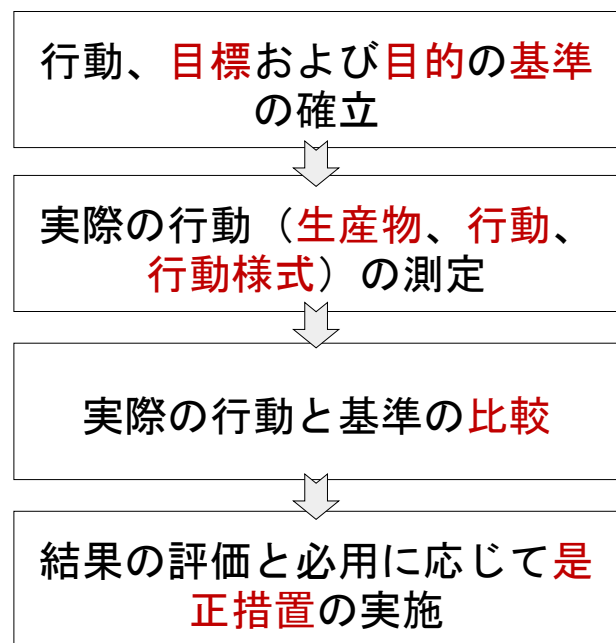 行動、目標および目的の基準
の確立
実際の行動（生産物、行動、
行動様式）の測定
実際の行動と基準の比較
結果の評価と必用に応じて是
正措置の実施